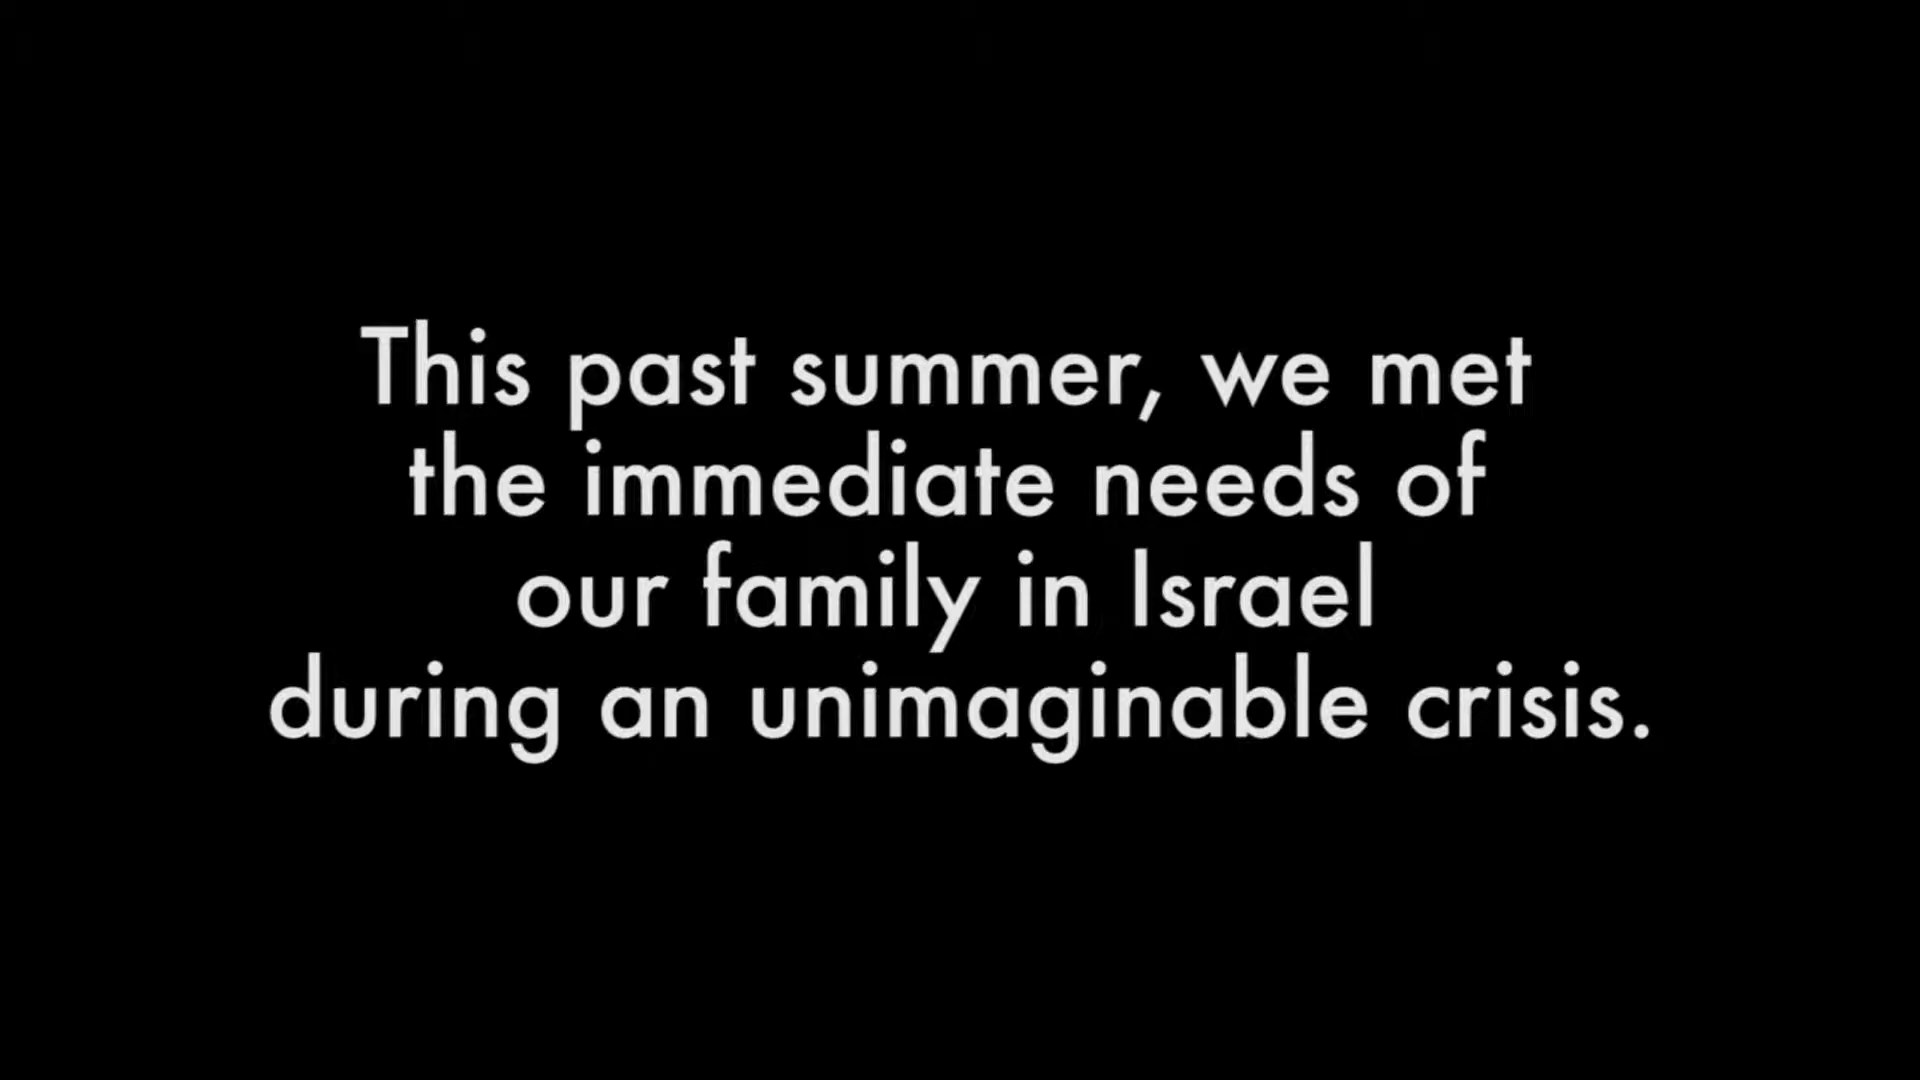 This past summer, we met
the immediate needs of
our family in Israel
during an unimaginable crisis.